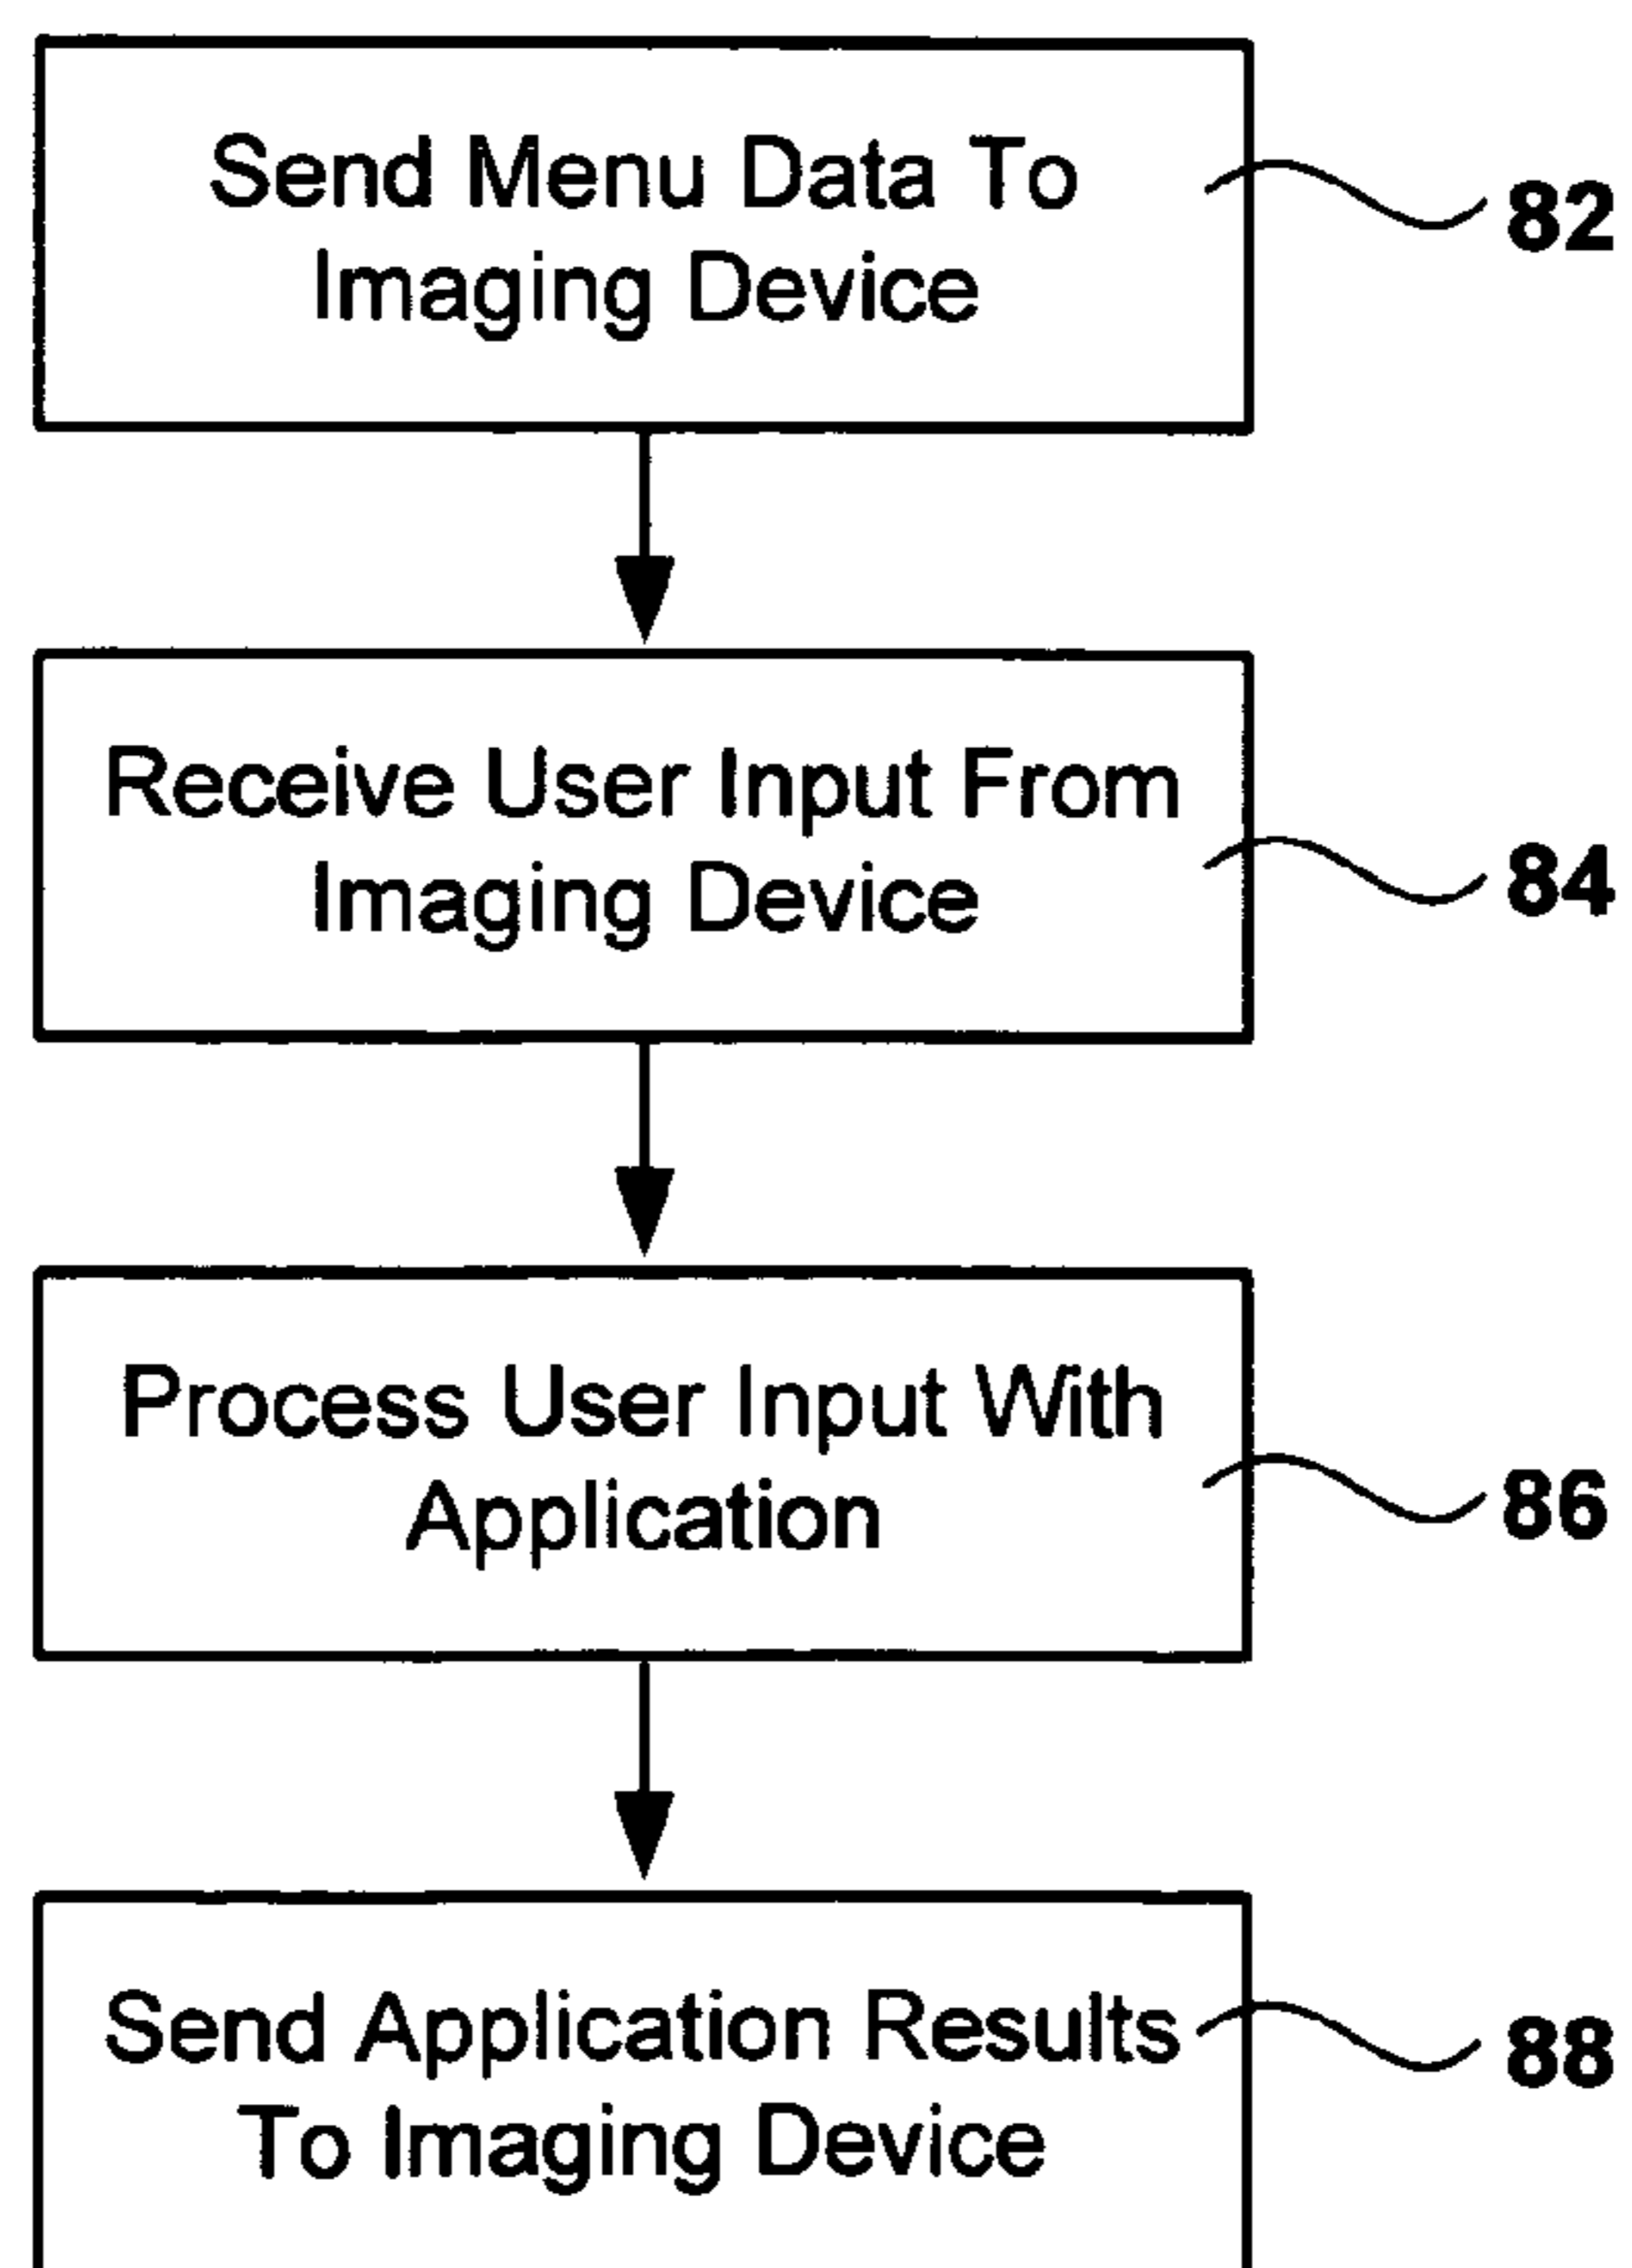 Send Menu Data To
Imaging Device
82
Receive User Input From
Imaging Device
84
Process User Input With
Application
86
Send Application Results
To Imaging Device
88